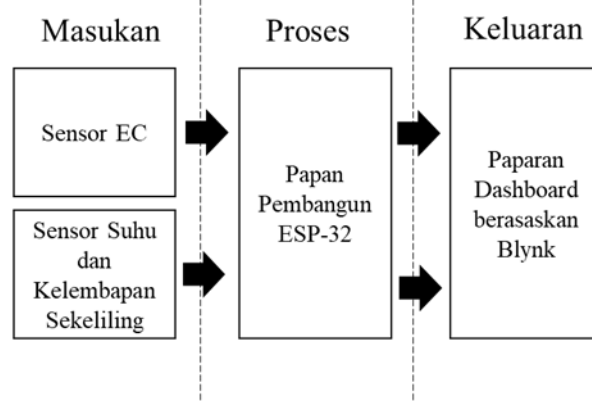 Masukan
Proses
Keluaran
Sensor EC
Sensor Suhu
dan
Kelembapan
Sekeliling
Papan
Pembangun
ESP-32
Paparan
Dashboard
berasaskan
Blynk